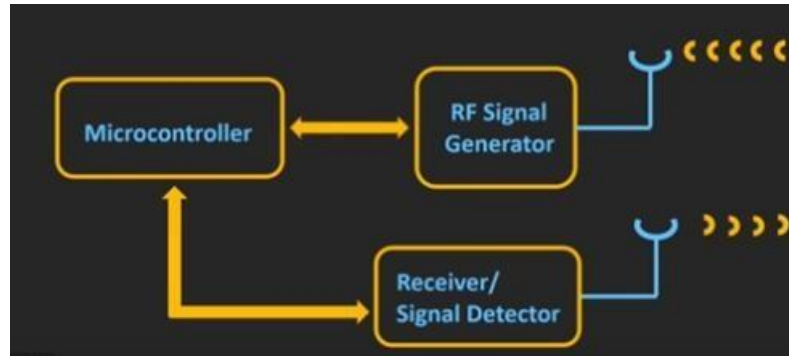 Microcontroller
RF Signal
Generator
Receiver/
Signal Detector